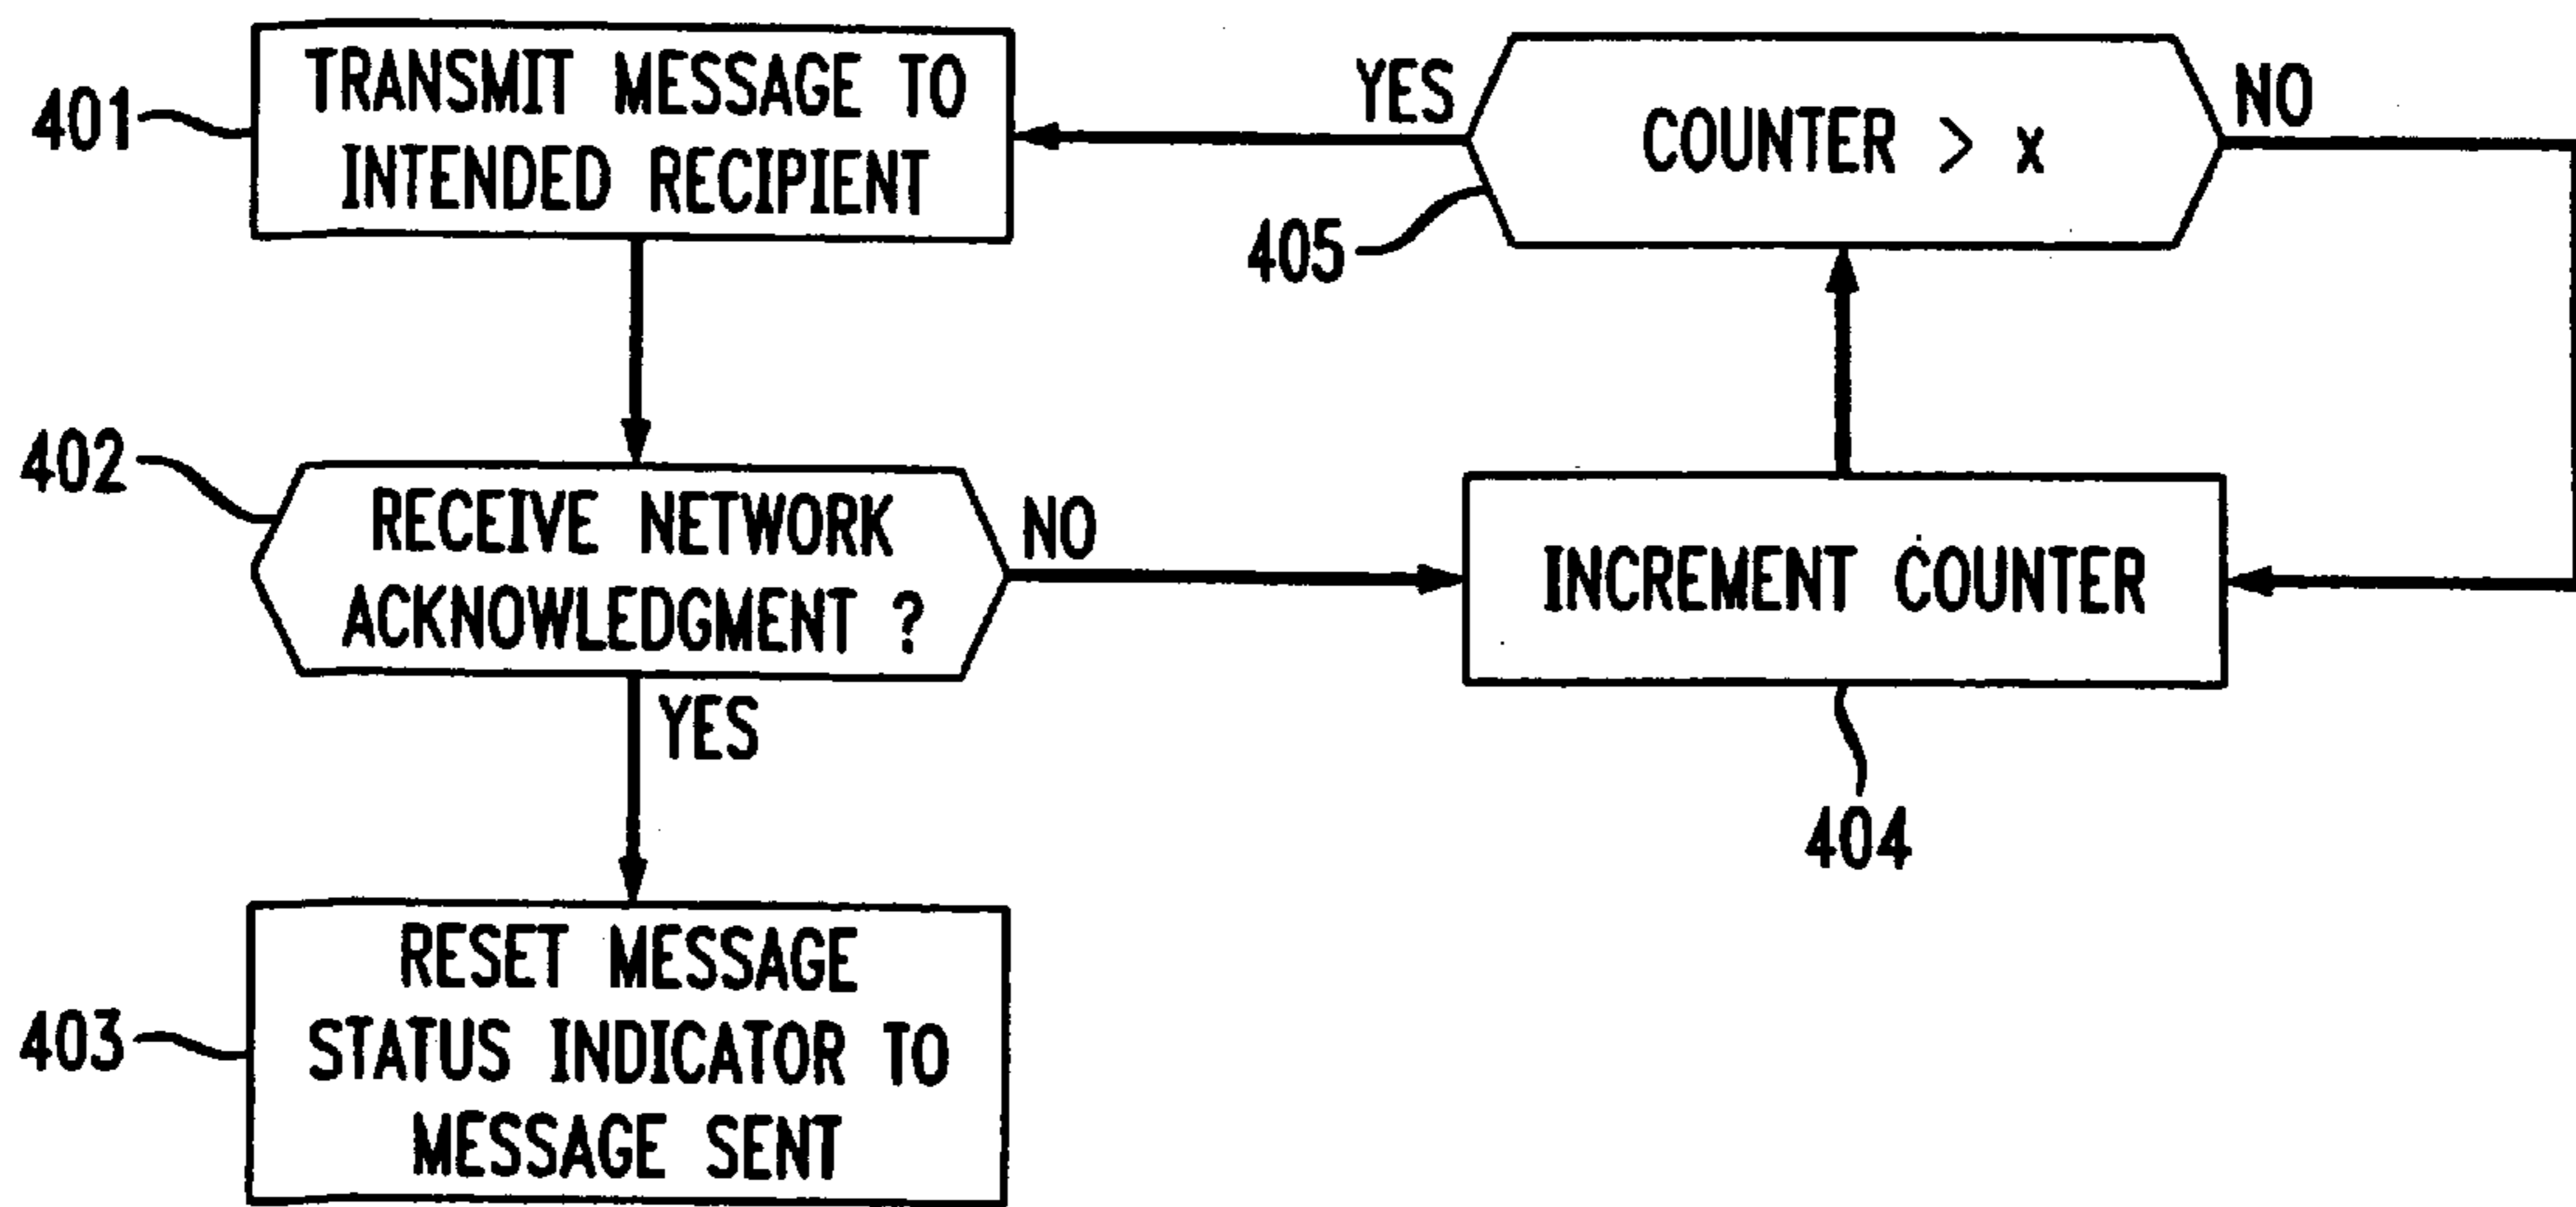 401
TRANSMIT MESSAGE TO
INTENDED RECIPIENT
YES
COUNTER > x
NO
405
402
RECEIVE NETWORK
ACKNOWLEDGMENT ?
NO
INCREMENT COUNTER
YES
404
403
RESET MESSAGE
STATUS INDICATOR TO
MESSAGE SENT